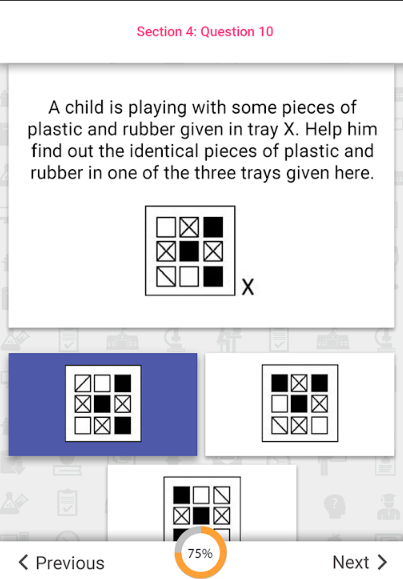 Section 4: Question 10
A child is playing with some pieces of
plastic and rubber given in tray X. Help him
find out the identical pieces of plastic and
rubber in one of the three trays given here.
X
Previous
75%
Next